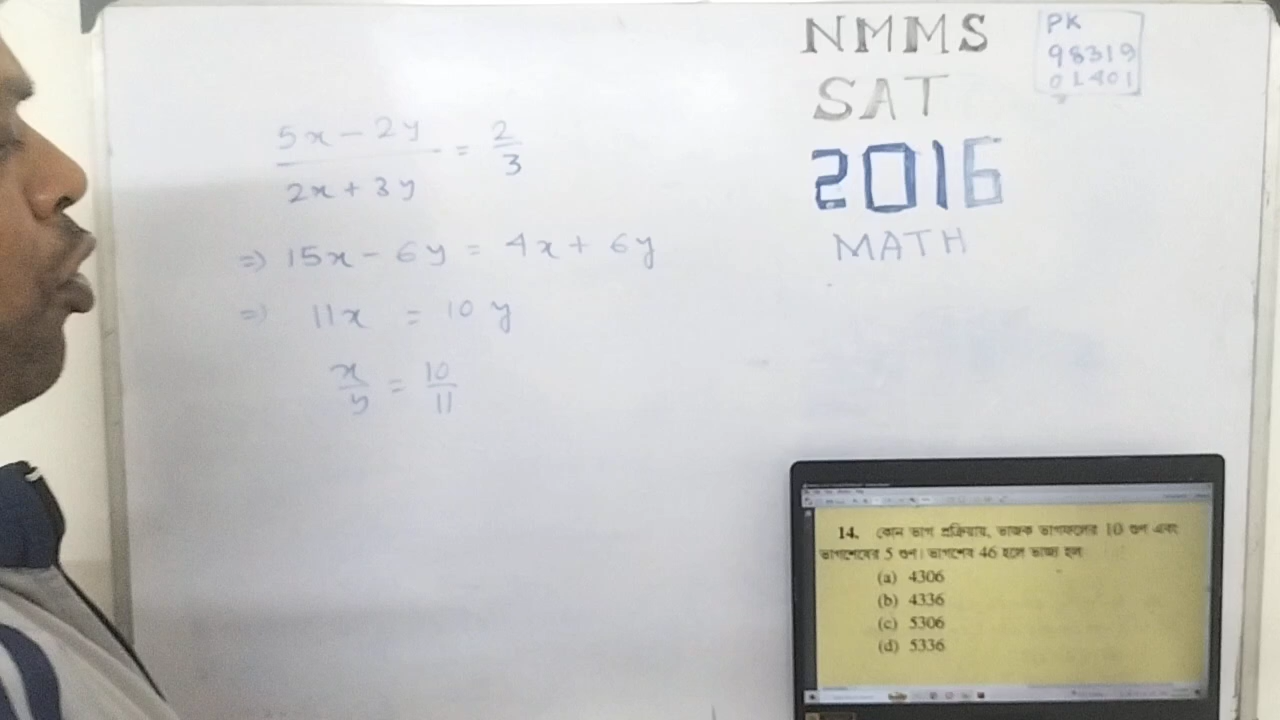 5x - 2y / 2x + 3y = 2/3
⇒ 15x - 6y = 4x + 6y
⇒ 11x = 10 y
x/y = 10/11
NMMS
SAT
2016
MATH
PK
98319
01401
14. কোন ভাগ প্রক্রিয়ায়, ভাজক ভাগফলের 10 গুণ এবং
ভাগশেষের 5 গুণ। ভাগশেষ 46 হলে ভাজ্য হল
(a) 4306
(b) 4336
(c) 5306
(d) 5336